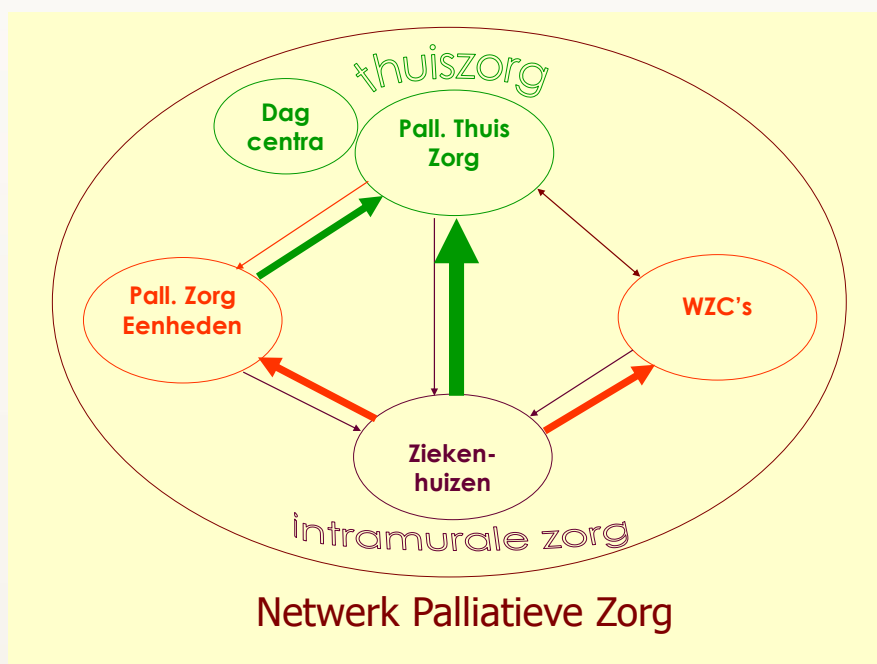 thuiszorg
Dag
centra
Pall. Thuis
Zorg
Pall. Zorg
Eenheden
WZC's
Zieken-
huizen
intramurale zorg
Netwerk Palliatieve Zorg